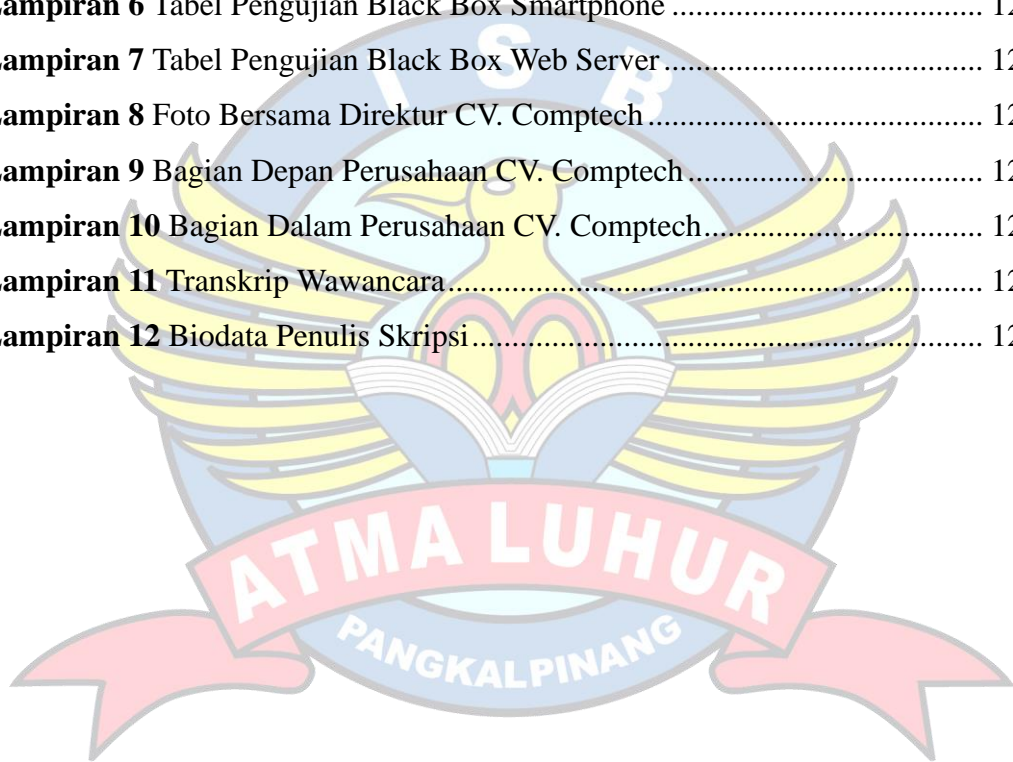 ampiran 6 Tabel Pengujian Black Box Smartphone ................................... 12
ampiran 7 Tabel Pengujian Black Box Web Server .................................... 12
ampiran 8 Foto Bersama Direktur CV. Comptech ...................................... 12
ampiran 9 Bagian Depan Perusahaan CV. Comptech ................................. 12
ampiran 10 Bagian Dalam Perusahaan CV. Comptech............................... 12
ampiran 11 Transkrip Wawancara ............................................................. 12
ampiran 12 Biodata Penulis Skripsi ........................................................... 12
I S B
ATMA LUHUR
PANGKALPINANG